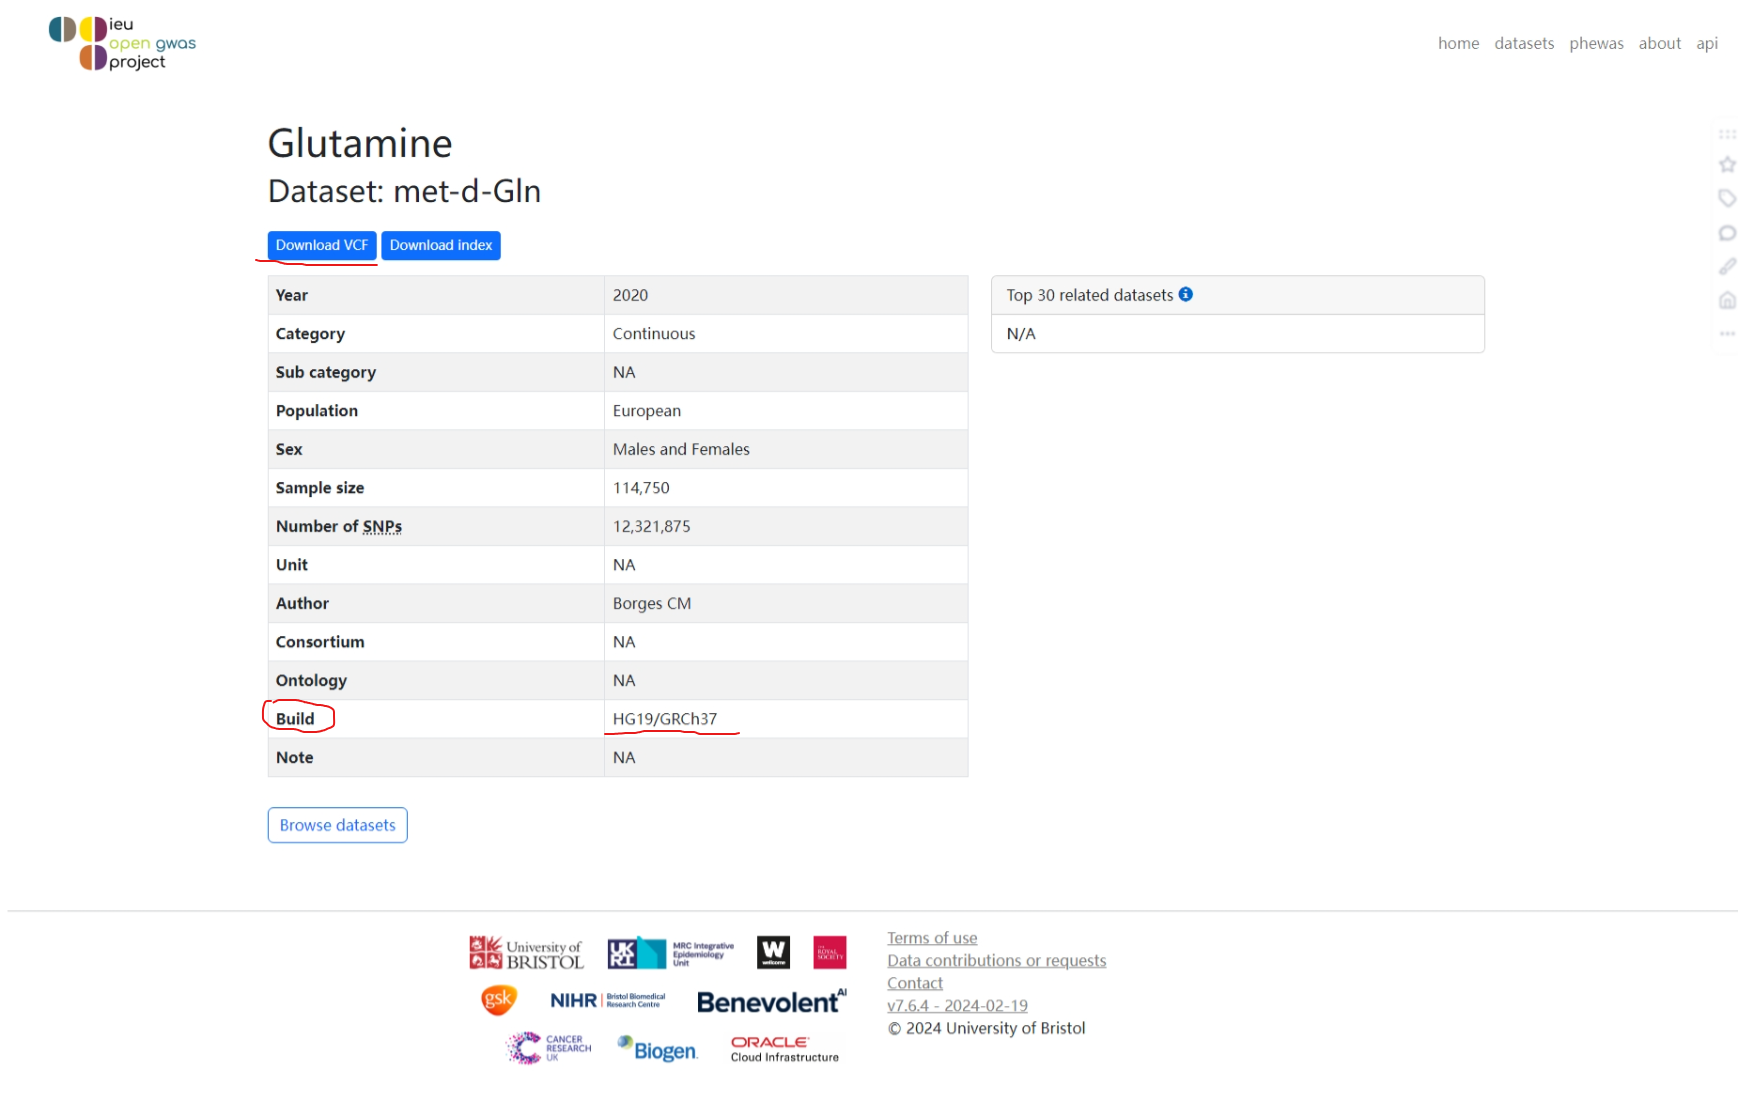 ieu
open gwas
project
home datasets phewas about api
Glutamine
Dataset: met-d-Gln
Download VCF Download index
Year 2020
Category Continuous
Sub category NA
Population European
Sex Males and Females
Sample size 114,750
Number of SNPs 12,321,875
Unit NA
Author Borges CM
Consortium NA
Ontology NA
Build HG19/GRCh37
Note NA
Top 30 related datasets
N/A
Browse datasets
University of
BRISTOL
UK
RI
MRC Integrative
Epidemiology
Unit
W
wellcome
THE
ROYAL
SOCIETY
gsk
NIHR | Bristol Biomedical
Research Centre
BenevolentAI
CANCER
RESEARCH
UK
Biogen
ORACLE
Cloud Infrastructure
Terms of use
Data contributions or requests
Contact
v7.6.4 - 2024-02-19
© 2024 University of Bristol